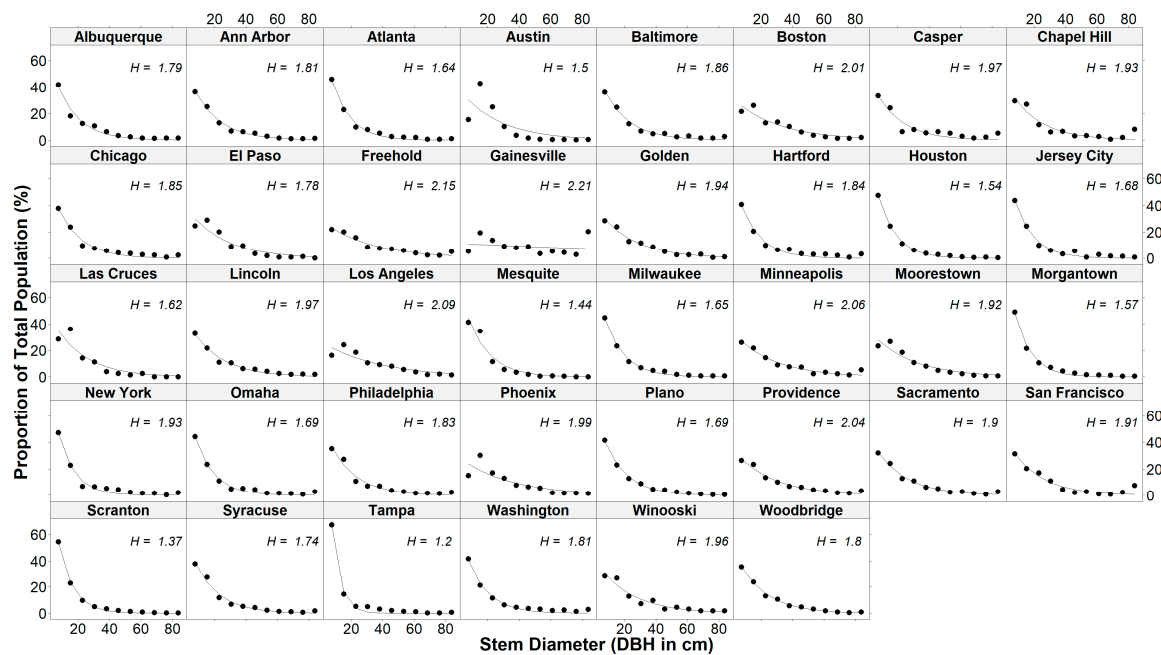 20 40 60 80 20 40 60 80 20 40 60 80 20 40 60 80
Albuquerque Ann Arbor Atlanta Austin Baltimore Boston Casper Chapel Hill
H = 1.79 H = 1.81 H = 1.64 H = 1.5 H = 1.86 H = 2.01 H = 1.97 H = 1.93
60
40
20
0
Chicago El Paso Freehold Gainesville Golden Hartford Houston Jersey City
H = 1.85 H = 1.78 H = 2.15 H = 2.21 H = 1.94 H = 1.84 H = 1.54 H = 1.68
60
40
20
0
Las Cruces Lincoln Los Angeles Mesquite Milwaukee Minneapolis Moorestown Morgantown
H = 1.62 H = 1.97 H = 2.09 H = 1.44 H = 1.65 H = 2.06 H = 1.92 H = 1.57
60
40
20
0
New York Omaha Philadelphia Phoenix Plano Providence Sacramento San Francisco
H = 1.93 H = 1.69 H = 1.83 H = 1.99 H = 1.69 H = 2.04 H = 1.9 H = 1.91
60
40
20
0
Scranton Syracuse Tampa Washington Winooski Woodbridge
H = 1.37 H = 1.74 H = 1.2 H = 1.81 H = 1.96 H = 1.8
60
40
20
0
20 40 60 80 20 40 60 80 20 40 60 80 20 40 60 80
Stem Diameter (DBH in cm)
Proportion of Total Population (%)